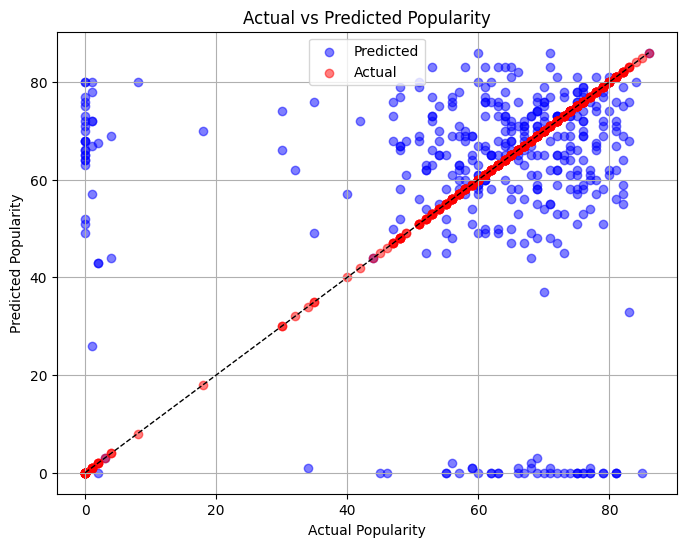 Actual vs Predicted Popularity
Predicted
Actual
Predicted Popularity
80
60
40
20
0
0 20 40 60 80
Actual Popularity